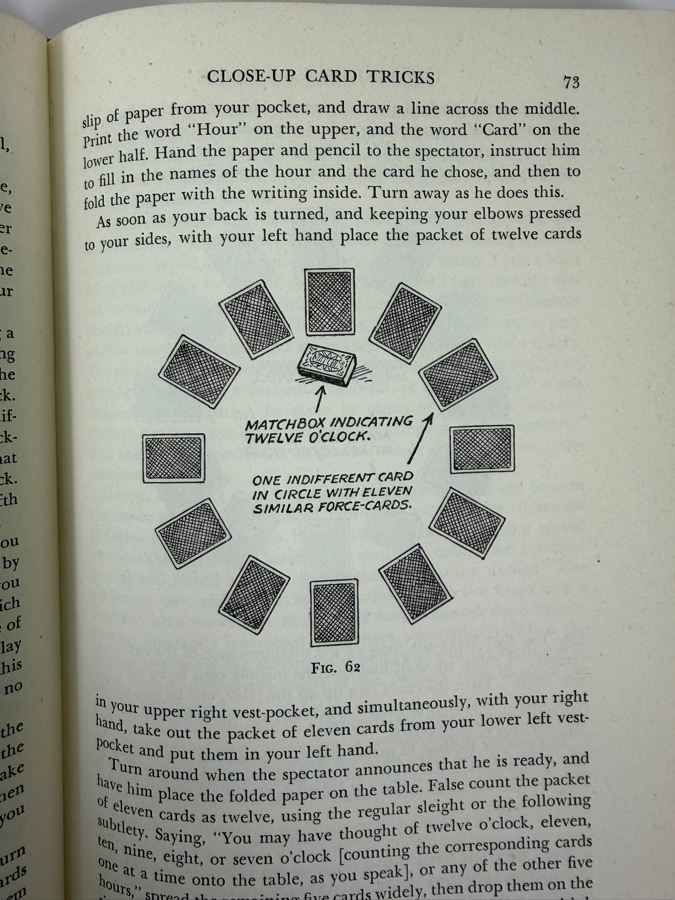 CLOSE-UP CARD TRICKS 73
slip of paper from your pocket, and draw a line across the middle.
Print the word "Hour" on the upper, and the word "Card" on the
lower half. Hand the paper and pencil to the spectator, instruct him
to fill in the names of the hour and the card he chose, and then to
fold the paper with the writing inside. Turn away as he does this.
As soon as your back is turned, and keeping your elbows pressed
to your sides, with your left hand place the packet of twelve cards
MATCHBOX INDICATING
TWELVE O'CLOCK.
ONE INDIFFERENT CARD
IN CIRCLE WITH ELEVEN
SIMILAR FORCE-CARDS.
FIG. 62
in your upper right vest-pocket, and simultaneously, with your right
hand, take out the packet of eleven cards from your lower left vest-
pocket and put them in your left hand.
Turn around when the spectator announces that he is ready, and
have him place the folded paper on the table. False count the packet
of eleven cards as twelve, using the regular sleight or the following
subtlety. Saying, "You may have thought of twelve o'clock, eleven,
ten, nine, eight, or seven o'clock [counting the corresponding cards
one at a time onto the table, as you speak], or any of the other five
hours," spread the remaining five cards widely, then drop them on the